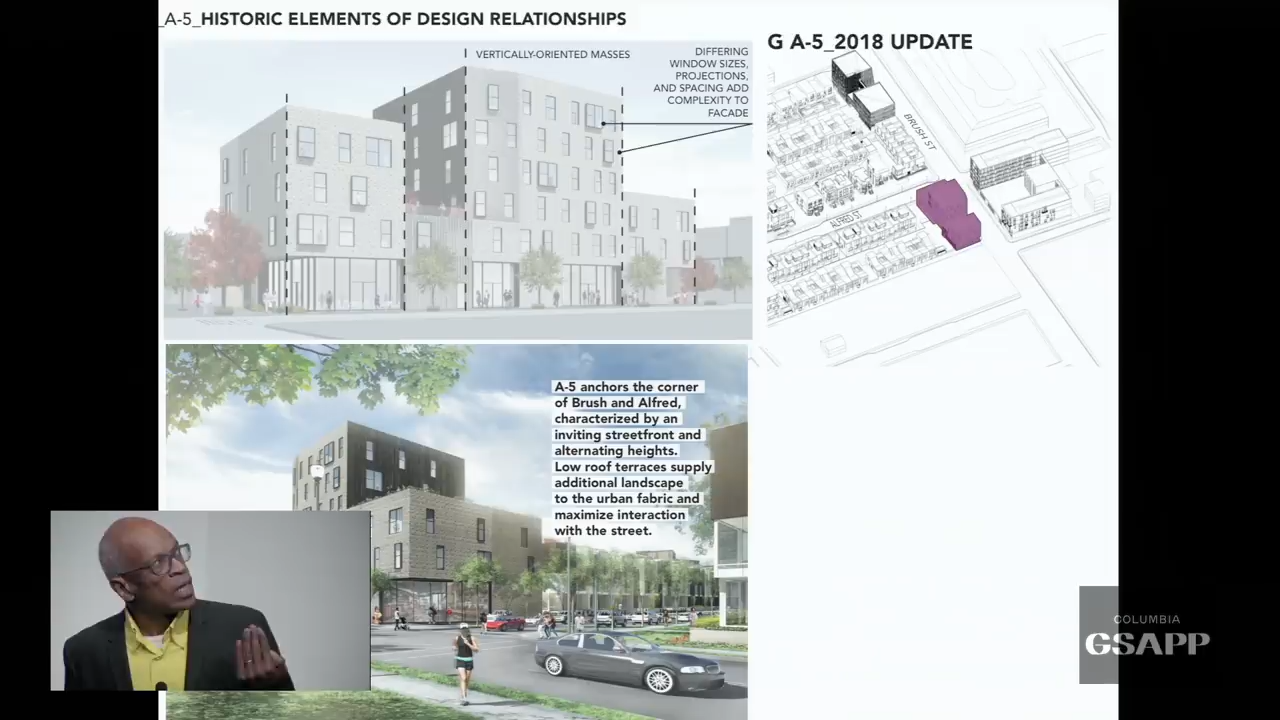 _A-5_HISTORIC ELEMENTS OF DESIGN RELATIONSHIPS
VERTICALLY-ORIENTED MASSES
DIFFERING
WINDOW SIZES,
PROJECTIONS,
AND SPACING ADD
COMPLEXITY TO
FACADE
G A-5_2018 UPDATE
BRUSH ST
ALFRED ST
A-5 anchors the corner
of Brush and Alfred,
characterized by an
inviting streetfront and
alternating heights.
Low roof terraces supply
additional landscape
to the urban fabric and
maximize interaction
with the street.
COLUMBIA
GSAPP